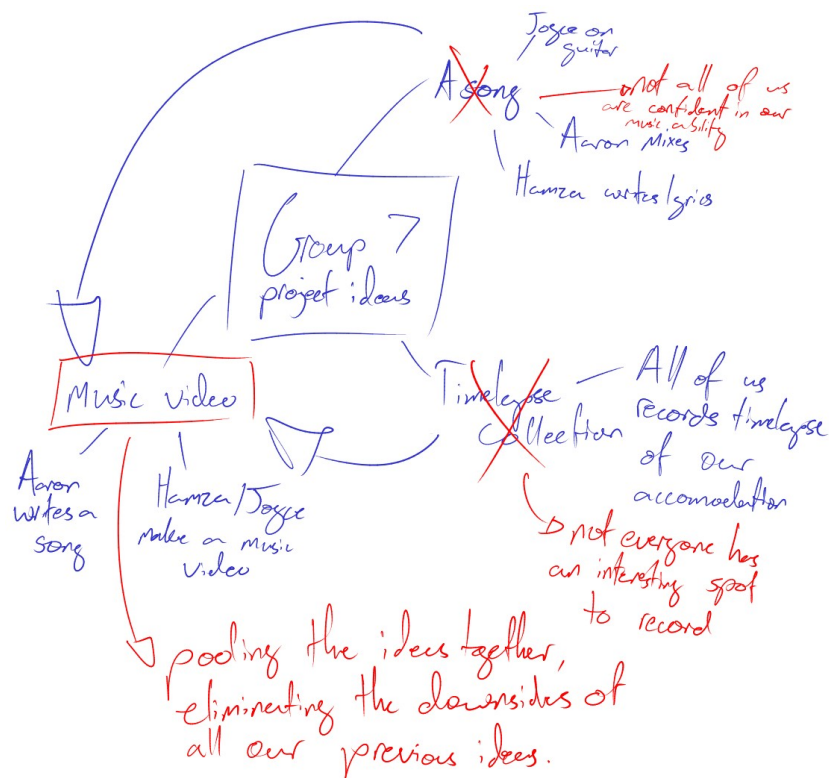 Joyce on
guitar
A song
not all of us
are confident in our
music ability
Aaron Mixes
Hamza writes lyrics
Group 7
project ideas
Music video
Aaron
writes a
song
Hamza/Joyce
make a music
video
Timelapse
Collection
All of us
records timelapse
of our
accomodation
not everyone has
an interesting spot
to record
pooling the ideas together,
eliminating the downsides of
all our previous ideas.